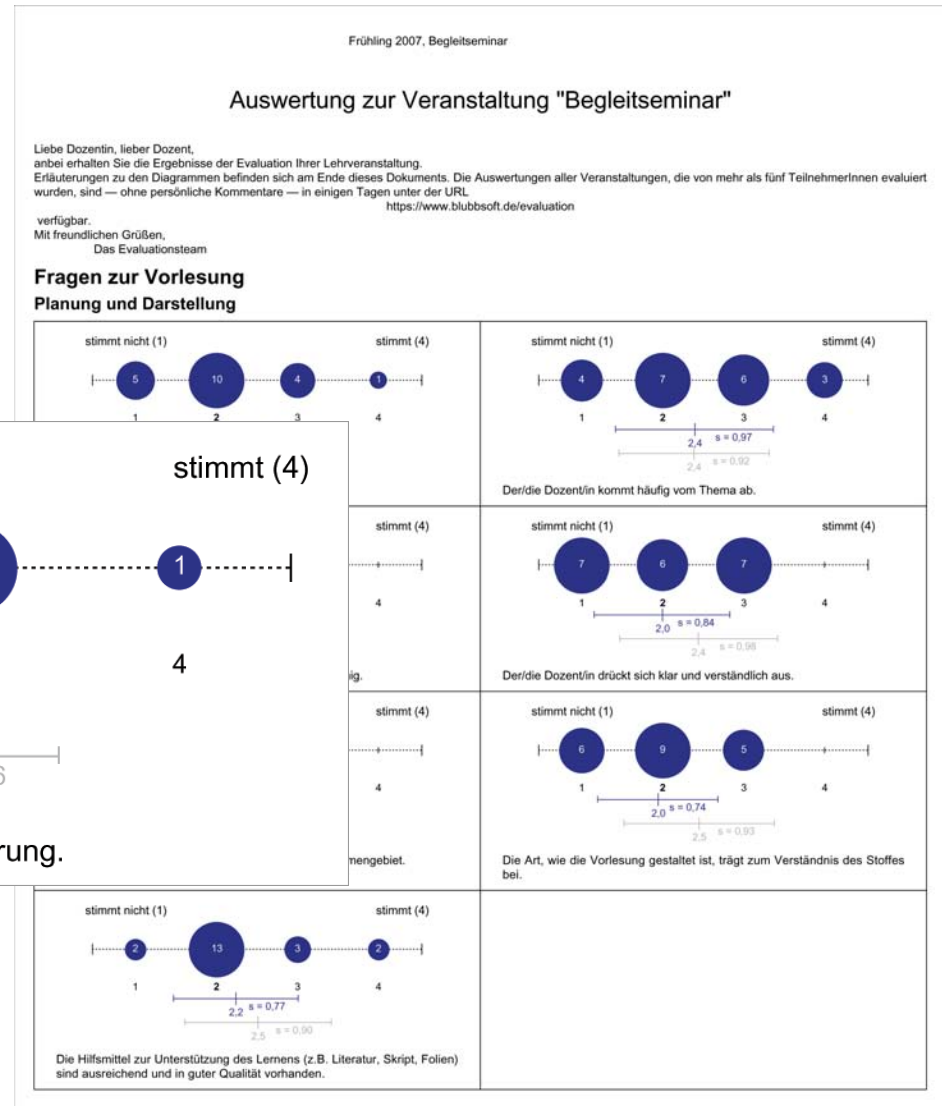 Frühling 2007, Begleitseminar
Auswertung zur Veranstaltung "Begleitseminar"
Liebe Dozentin, lieber Dozent,
anbei erhalten Sie die Ergebnisse der Evaluation Ihrer Lehrveranstaltung.
Erläuterungen zu den Diagrammen befinden sich am Ende dieses Dokuments. Die Auswertungen aller Veranstaltungen, die von mehr als fünf TeilnehmerInnen evaluiert
wurden, sind — ohne persönliche Kommentare — in einigen Tagen unter der URL
https://www.blubbsoft.de/evaluation
verfügbar.
Mit freundlichen Grüßen,
Das Evaluationsteam
Fragen zur Vorlesung
Planung und Darstellung
stimmt nicht (1) stimmt (4)
5 10 4 1
1 2 3 4
stimmt nicht (1) stimmt (4)
4 7 6 3
1 2 3 4
2,4 s = 0,97
2,4 s = 0,92
Der/die Dozent/in kommt häufig vom Thema ab.
stimmt (4)
1
4
6
rung.
stimmt (4)
4
ig.
stimmt nicht (1) stimmt (4)
7 6 7
1 2 3 4
2,0 s = 0,84
2,4 s = 0,98
Der/die Dozent/in drückt sich klar und verständlich aus.
stimmt (4)
4
mengebiet.
stimmt nicht (1) stimmt (4)
6 9 5
1 2 3 4
2,0 s = 0,74
2,5 s = 0,93
Die Art, wie die Vorlesung gestaltet ist, trägt zum Verständnis des Stoffes
bei.
stimmt nicht (1) stimmt (4)
2 13 3 2
1 2 3 4
2,2 s = 0,77
2,5 s = 0,90
Die Hilfsmittel zur Unterstützung des Lernens (z.B. Literatur, Skript, Folien)
sind ausreichend und in guter Qualität vorhanden.